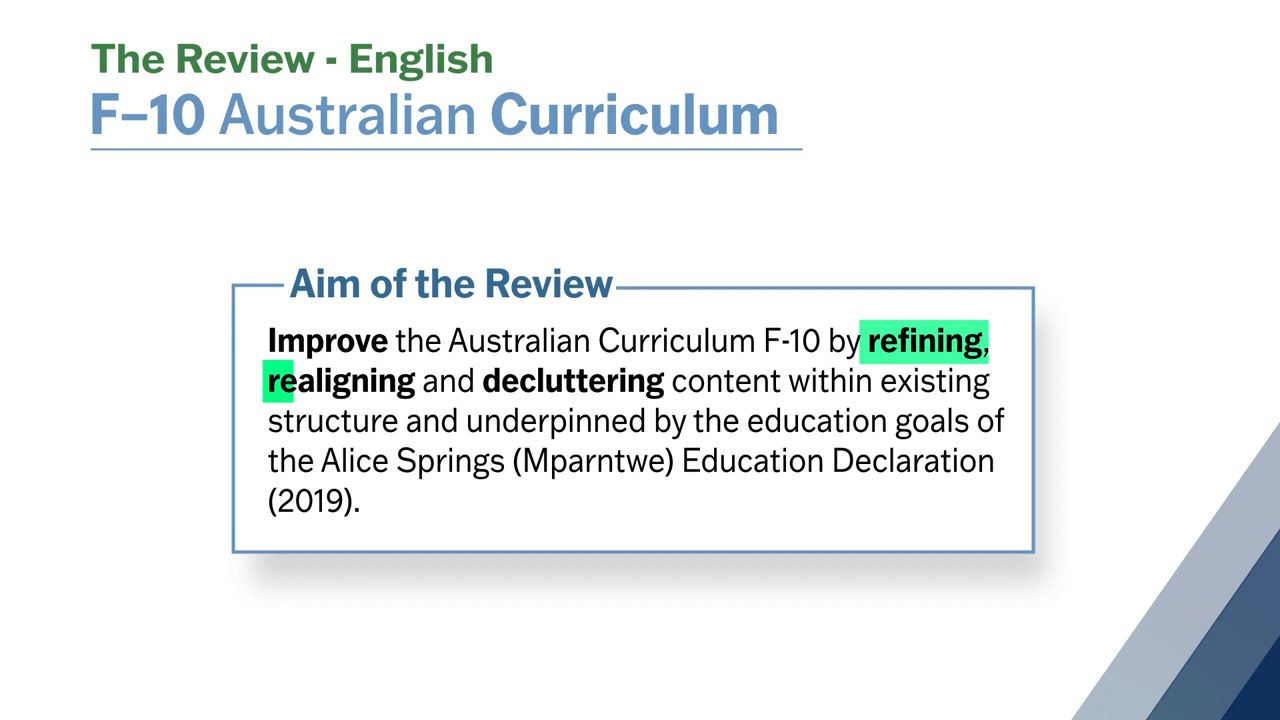 The Review - English
F–10 Australian Curriculum
Aim of the Review
Improve the Australian Curriculum F-10 by refining,
realigning and decluttering content within existing
structure and underpinned by the education goals of
the Alice Springs (Mparntwe) Education Declaration
(2019).